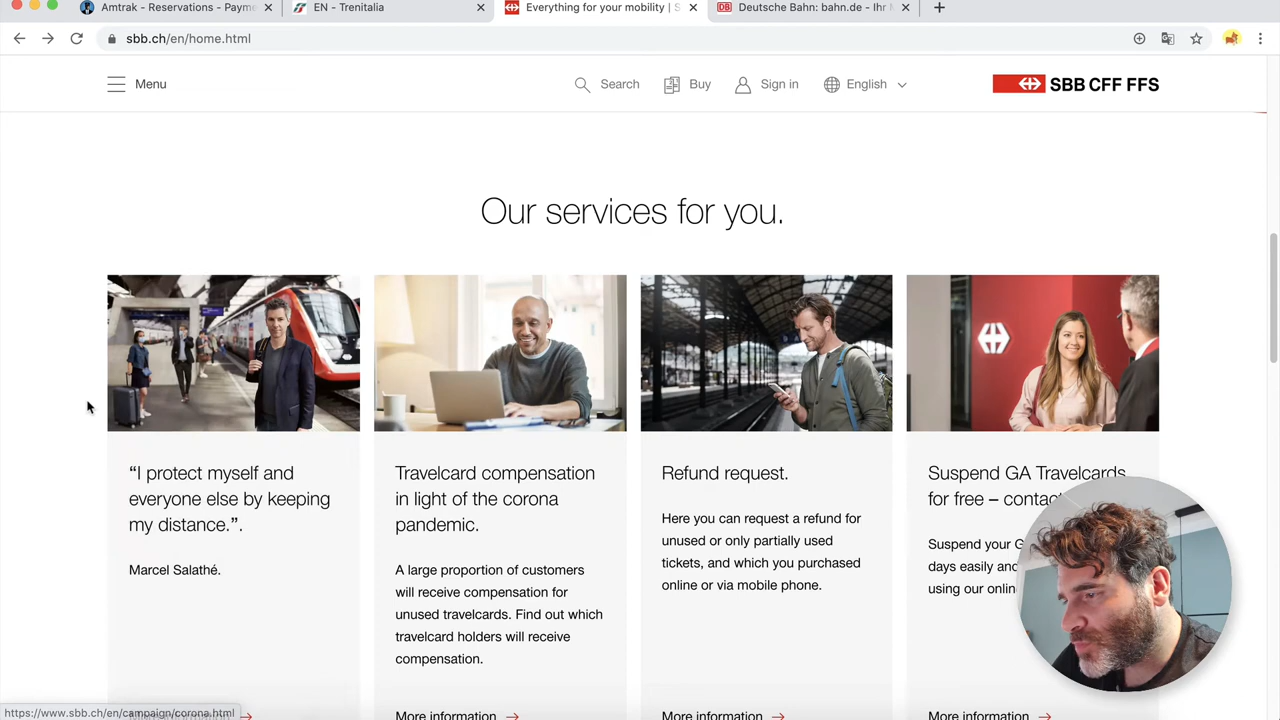 Amtrak - Reservations - Payme
EN - Trenitalia
Everything for your mobility | S
Deutsche Bahn: bahn.de - Ihr M
sbb.ch/en/home.html
Menu
Search
Buy
Sign in
English
SBB CFF FFS
Our services for you.
“I protect myself and
everyone else by keeping
my distance.”.
Marcel Salathé.
Travelcard compensation
in light of the corona
pandemic.
A large proportion of customers
will receive compensation for
unused travelcards. Find out which
travelcard holders will receive
compensation.
More information
Refund request.
Here you can request a refund for
unused or only partially used
tickets, and which you purchased
online or via mobile phone.
More information
Suspend GA Travelcards
for free – contac
Suspend your G
days easily and
using our onlin
More information
https://www.sbb.ch/en/campaign/corona.html